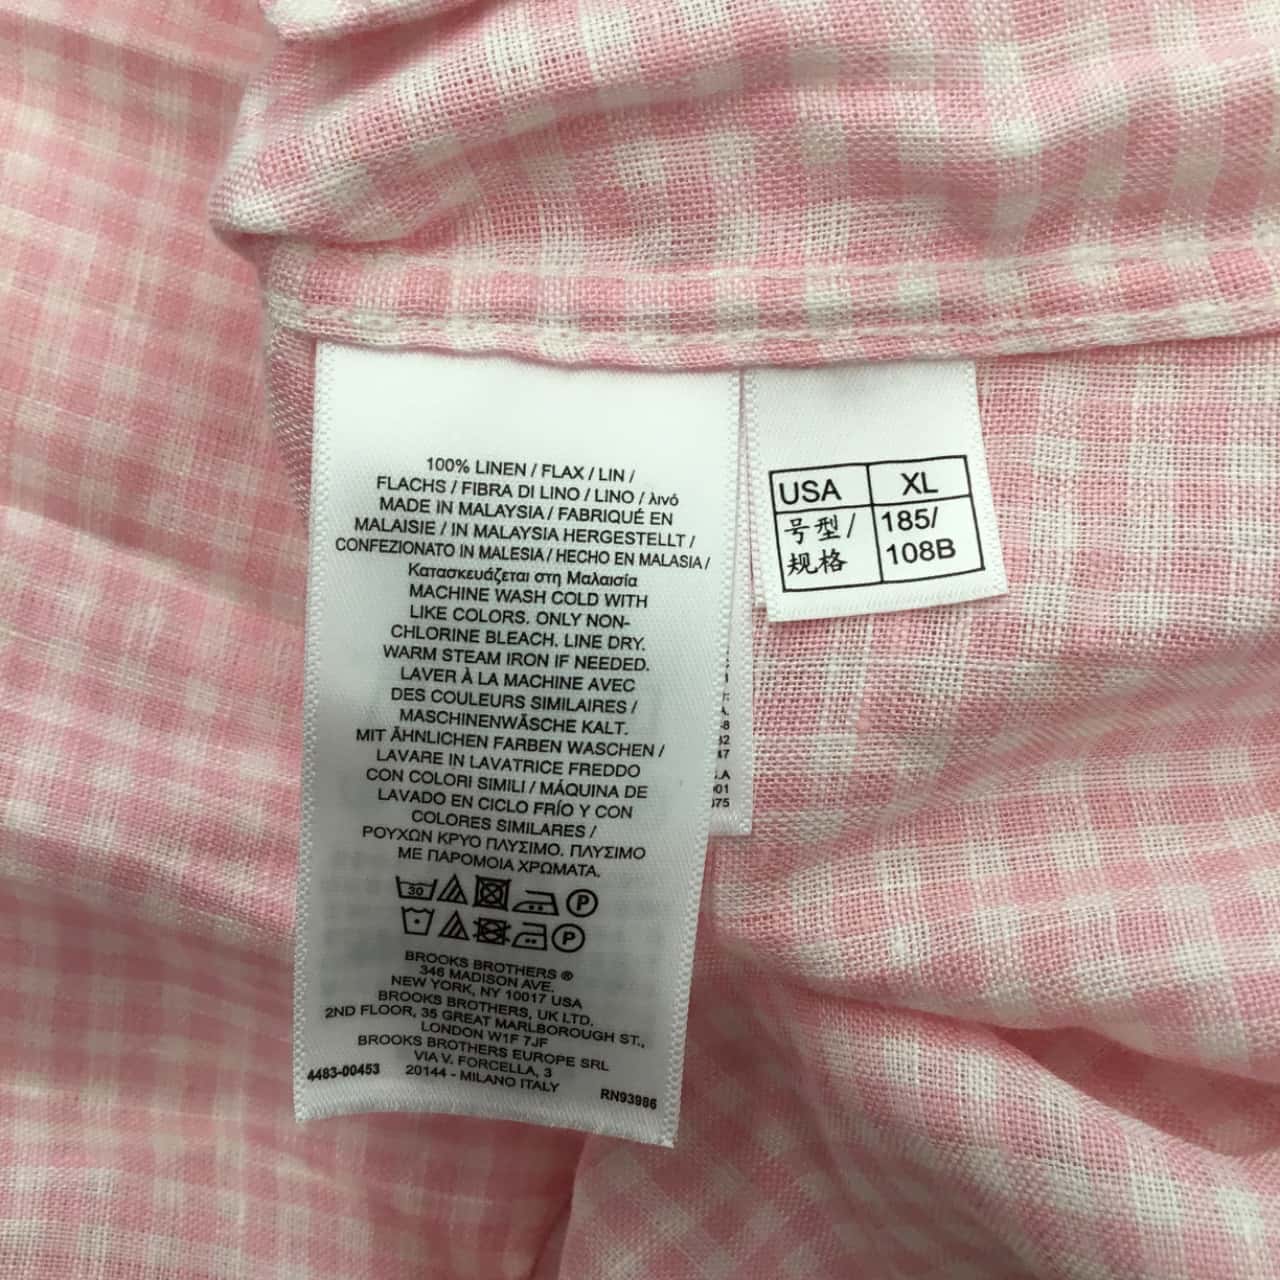 100% LINEN / FLAX / LIN /
FLACHS / FIBRA DI LINO / LINO / λινό
MADE IN MALAYSIA / FABRIQUÉ EN
MALAISIE / IN MALAYSIA HERGESTELLT /
CONFEZIONATO IN MALESIA / HECHO EN MALASIA /
Κατασκευάζεται στη Μαλαισία
MACHINE WASH COLD WITH
LIKE COLORS. ONLY NON-
CHLORINE BLEACH. LINE DRY.
WARM STEAM IRON IF NEEDED.
LAVER À LA MACHINE AVEC
DES COULEURS SIMILAIRES /
MASCHINENWÄSCHE KALT.
MIT ÄHNLICHEN FARBEN WASCHEN /
LAVARE IN LAVATRICE FREDDO
CON COLORI SIMILI / MÁQUINA DE
LAVADO EN CICLO FRÍO Y CON
COLORES SIMILARES /
ΡΟΥΧΩΝ ΚΡΥΟ ΠΛΥΣΙΜΟ. ΠΛΥΣΙΜΟ
ΜΕ ΠΑΡΟΜΟΙΑ ΧΡΩΜΑΤΑ.
30 P
P
BROOKS BROTHERS ®
346 MADISON AVE.
NEW YORK, NY 10017 USA
BROOKS BROTHERS, UK LTD.
2ND FLOOR, 35 GREAT MARLBOROUGH ST.,
LONDON W1F 7JF
BROOKS BROTHERS EUROPE SRL
VIA V. FORCELLA, 3
20144 - MILANO ITALY
4483-00453
RN93986
USA XL
号型/ 185/
规格 108B